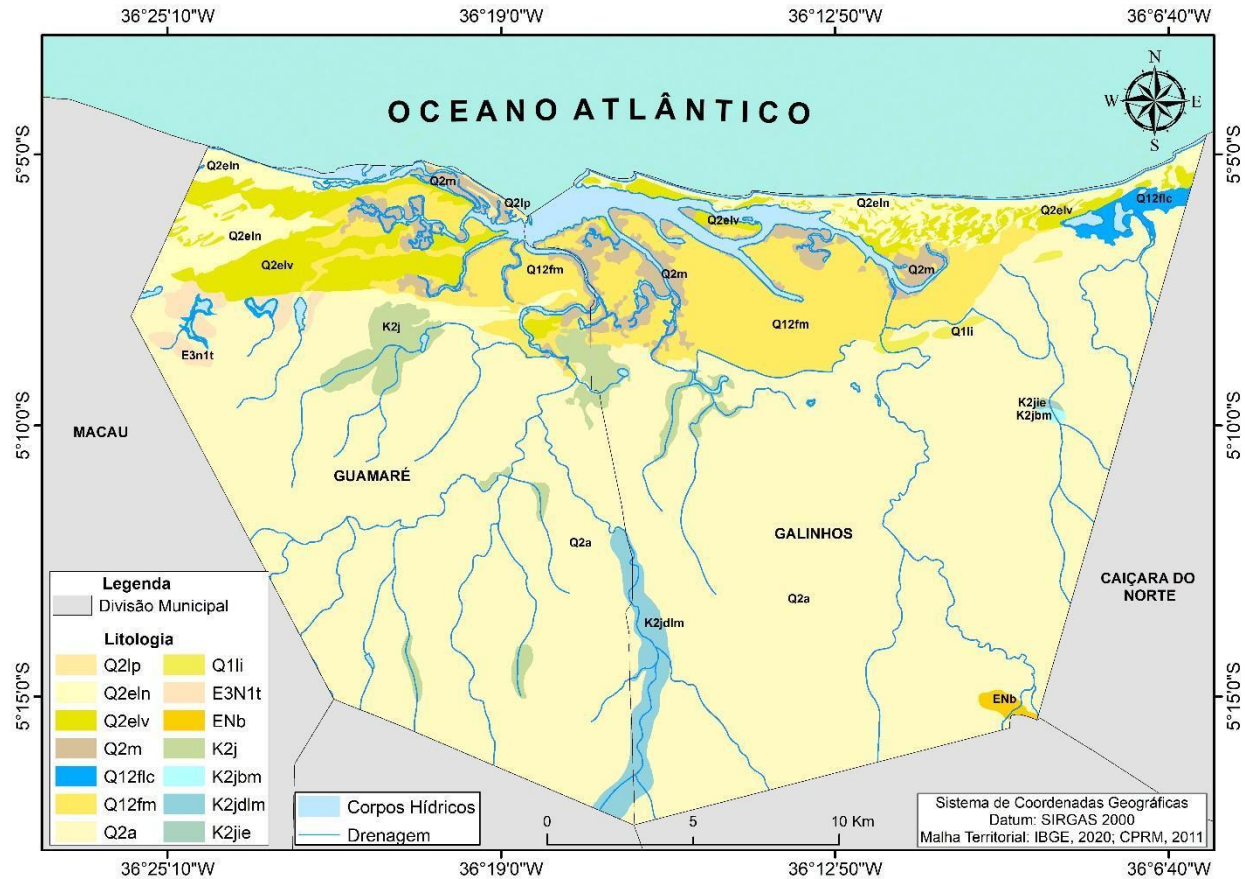 36°25'10"W
36°19'0"W
36°12'50"W
36°6'40"W
N
W
E
S
OCEANO ATLÂNTICO
5°5'0"S
5°5'0"S
Q2eln
Q2m
Q2lp
Q2eln
Q12flc
Q2elv
Q2elv
Q2eln
Q2elv
Q12fm
Q2m
Q2m
K2j
Q12fm
Q1li
E3n1t
K2jie
K2jbm
5°10'0"S
MACAU
5°10'0"S
GUAMARÉ
GALINHOS
Q2a
CAIÇARA DO
NORTE
Q2a
K2jdlm
Legenda
Divisão Municipal
Litologia
Q2lp
Q1li
Q2eln
E3N1t
Q2elv
ENb
Q2m
K2j
Q12flc
K2jbm
Q12fm
K2jdlm
Q2a
K2jie
5°15'0"S
5°15'0"S
ENb
Corpos Hídricos
Drenagem
0
5
10 Km
Sistema de Coordenadas Geográficas
Datum: SIRGAS 2000
Malha Territorial: IBGE, 2020; CPRM, 2011
36°25'10"W
36°19'0"W
36°12'50"W
36°6'40"W